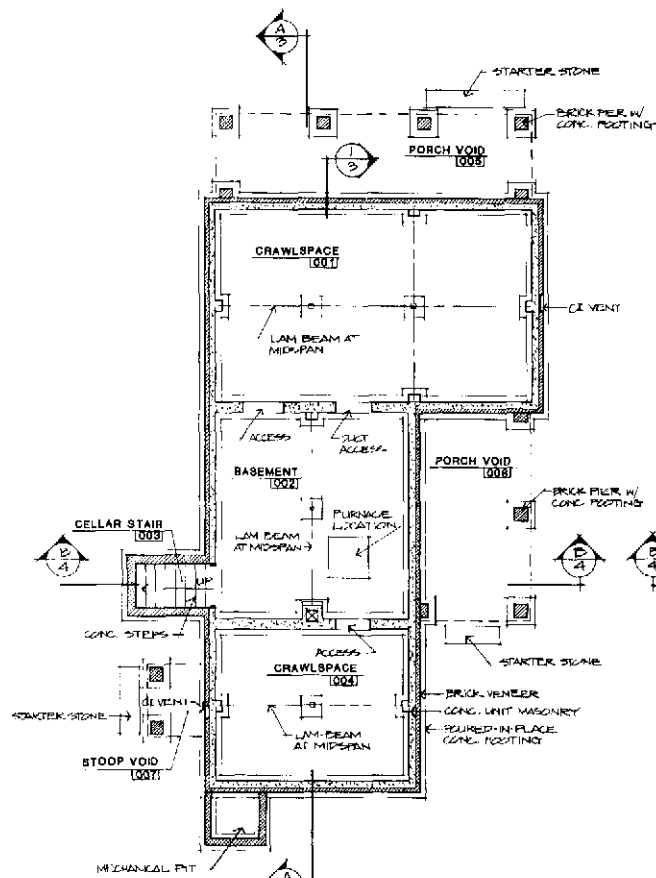 A
3
STARTER STONE
BRICK PIER W/
CONC. FOOTING
PORCH VOID
005
1
3
CRAWLSPACE
001
CI VENT
LAM BEAM AT
MIDSPAN
ACCESS
DUCT
ACCESS
BASEMENT
002
PORCH VOID
006
FURNACE
LOCATION
BRICK PIER W/
CONC FOOTING
CELLAR STAIR
003
LAM BEAM
AT MIDSPAN
B
4
UP
B
4
B
4
CONC. STEPS
ACCESS
CRAWLSPACE
004
STARTER STONE
BRICK VENEER
CI VENT
CONC. UNIT MASONRY
STARTER STONE
LAM BEAM
AT MIDSPAN
POURED-IN-PLACE
CONC. FOOTING
STOOP VOID
007
MECHANICAL PIT
A